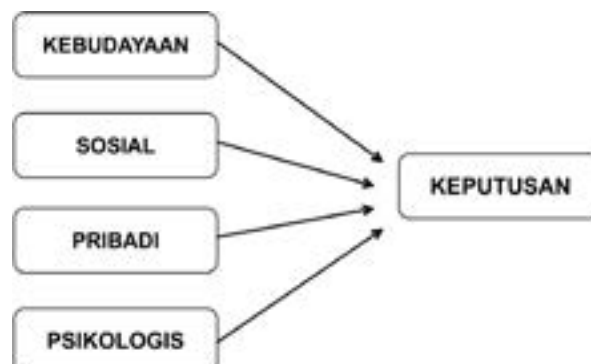 KEBUDAYAAN
SOSIAL
PRIBADI
PSIKOLOGIS
KEPUTUSAN